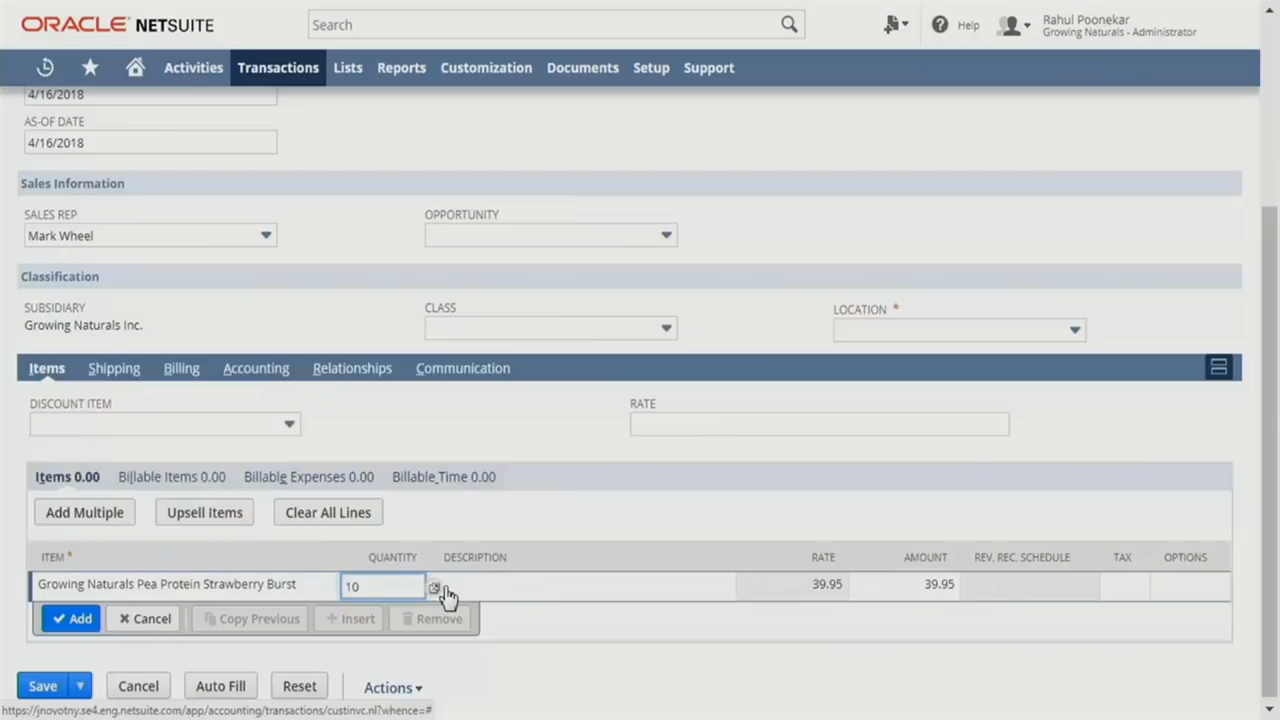 ORACLE NETSUITE
Search
Help
Rahul Poonekar
Growing Naturals - Administrator
Activities Transactions Lists Reports Customization Documents Setup Support
4/16/2018
AS-OF DATE
4/16/2018
Sales Information
SALES REP OPPORTUNITY
Mark Wheel
Classification
SUBSIDIARY CLASS LOCATION *
Growing Naturals Inc.
Items Shipping Billing Accounting Relationships Communication
DISCOUNT ITEM RATE
Items 0.00 Billable Items 0.00 Billable Expenses 0.00 Billable Time 0.00
Add Multiple Upsell Items Clear All Lines
ITEM * QUANTITY DESCRIPTION RATE AMOUNT REV. REC. SCHEDULE TAX OPTIONS
Growing Naturals Pea Protein Strawberry Burst 10 39.95 39.95
Add Cancel Copy Previous Insert Remove
Save Cancel Auto Fill Reset Actions
https://jnovotny.se4.eng.netsuite.com/app/accounting/transactions/custinvc.nl?whence=#